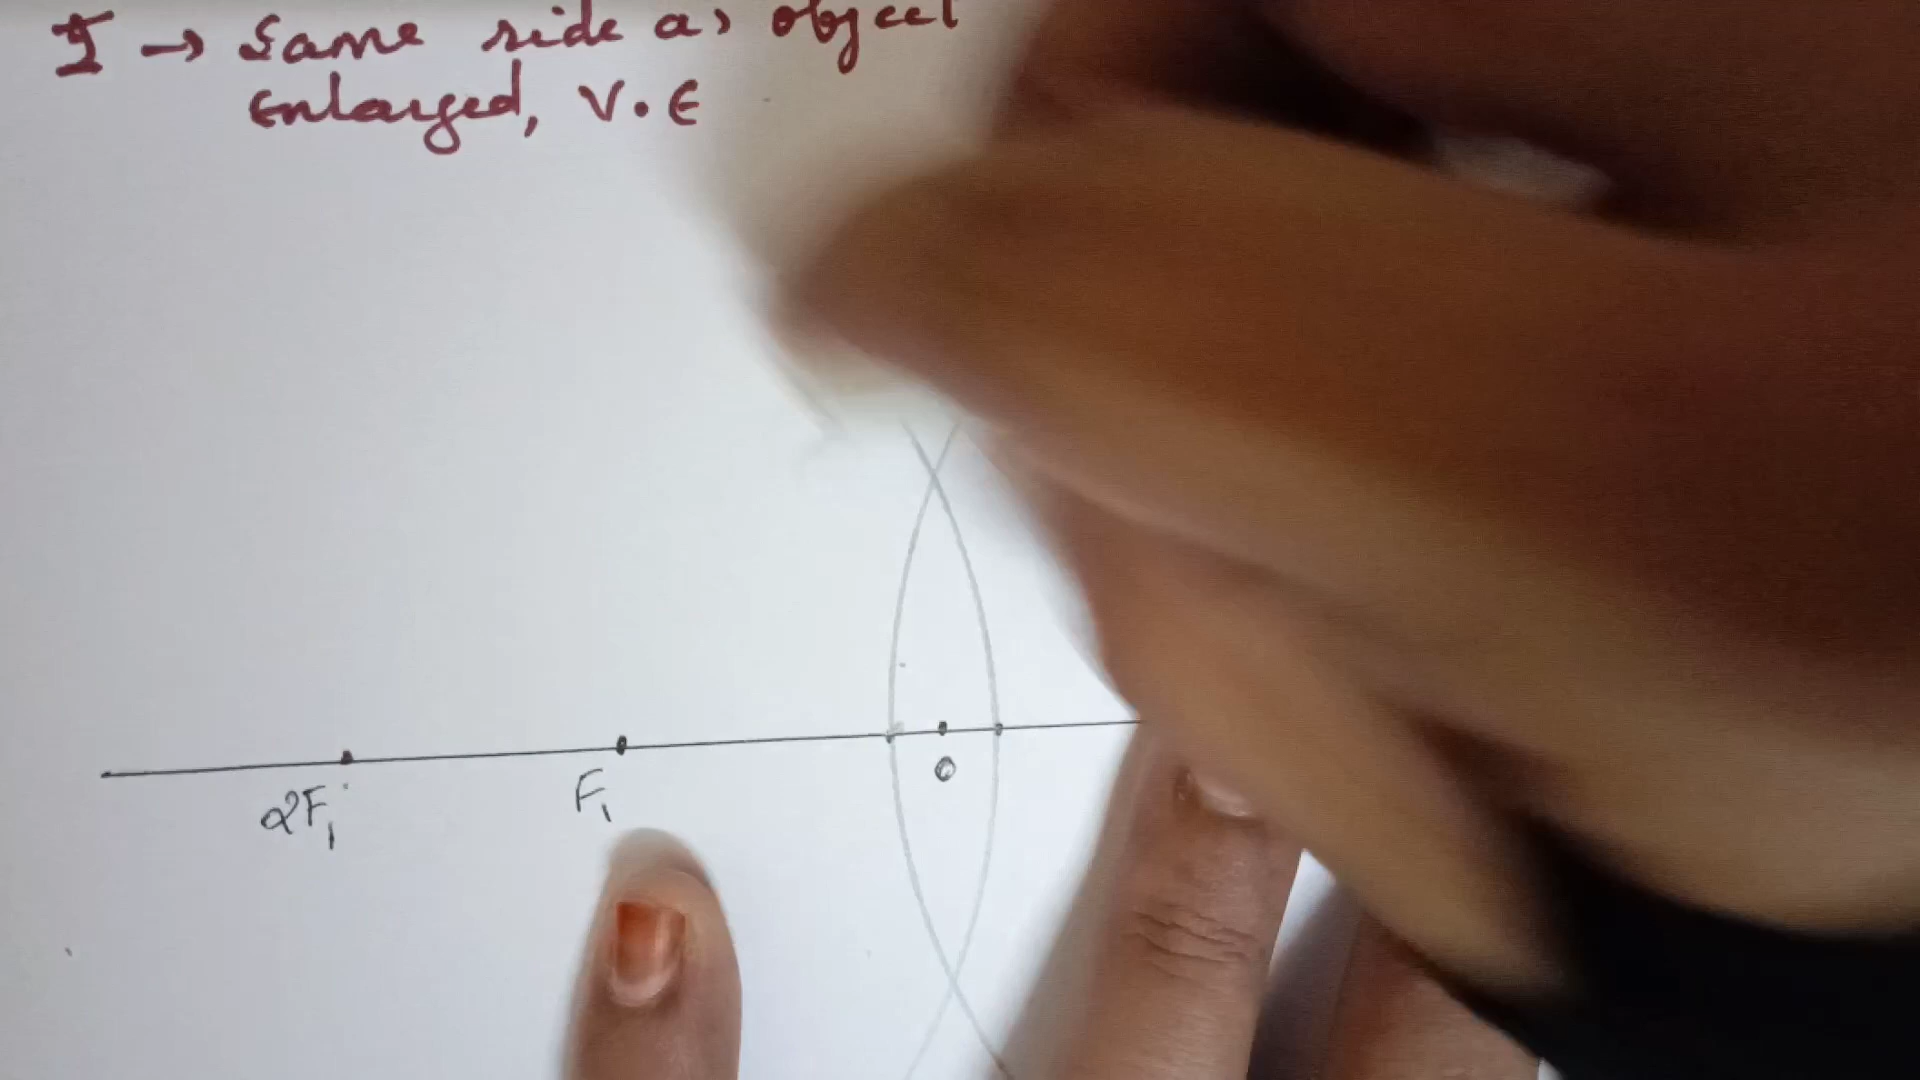 I → Same side as object
Enlarged, V.E
2F₁
F₁
O